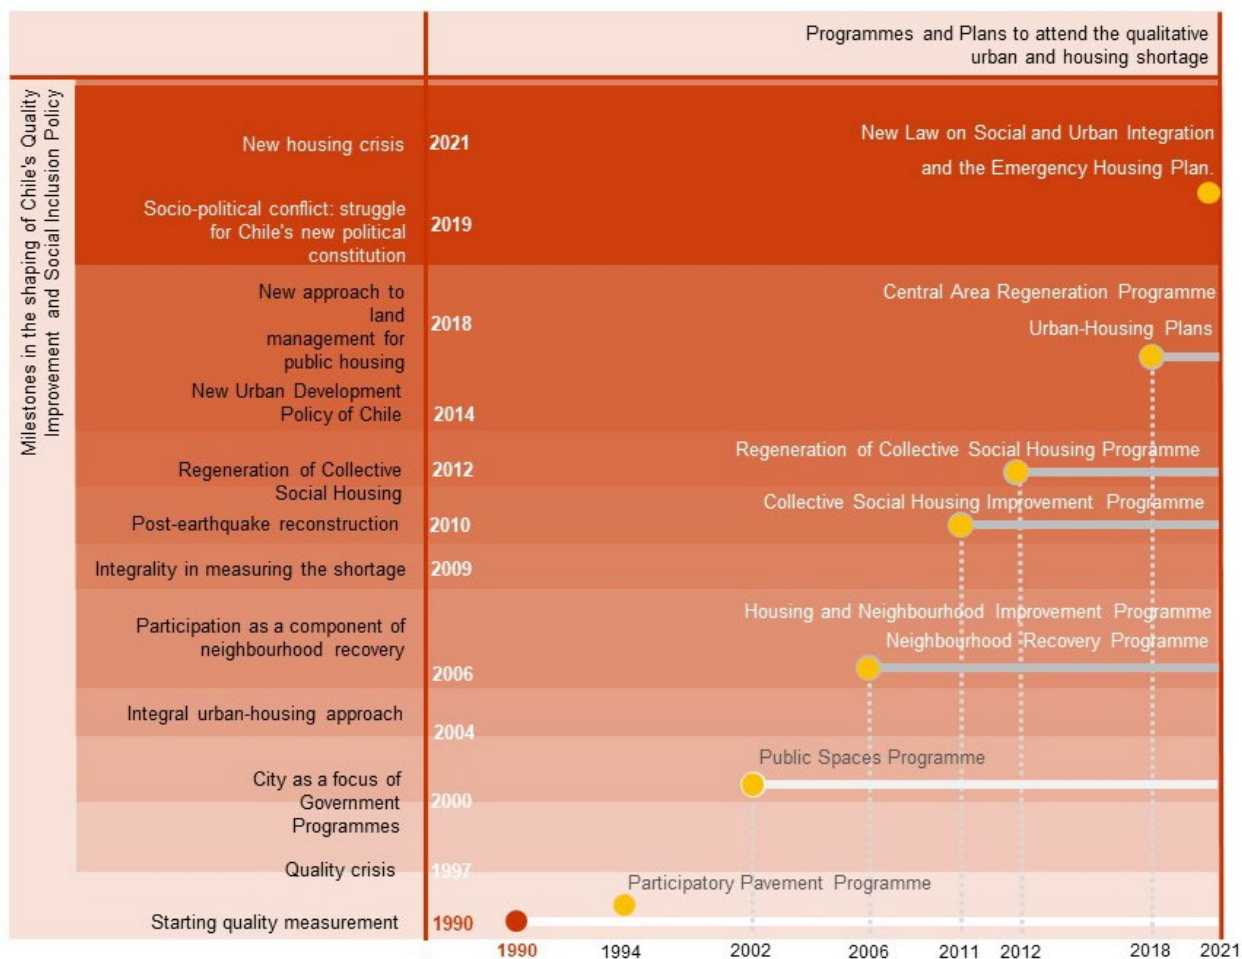 Programmes and Plans to attend the qualitative
urban and housing shortage
Milestones in the shaping of Chile's Quality
Improvement and Social Inclusion Policy
New housing crisis
2021
New Law on Social and Urban Integration
and the Emergency Housing Plan.
Socio-political conflict: struggle
for Chile's new political
constitution
2019
New approach to
land
management for
public housing
2018
Central Area Regeneration Programme
Urban-Housing Plans
New Urban Development
Policy of Chile
2014
Regeneration of Collective
Social Housing
2012
Regeneration of Collective Social Housing Programme
Post-earthquake reconstruction
2010
Collective Social Housing Improvement Programme
Integrality in measuring the shortage
2009
Participation as a component of
neighbourhood recovery
2006
Housing and Neighbourhood Improvement Programme
Neighbourhood Recovery Programme
Integral urban-housing approach
2004
City as a focus of
Government
Programmes
2000
Public Spaces Programme
Quality crisis
1997
Participatory Pavement Programme
Starting quality measurement
1990
1990
1994
2002
2006
2011
2012
2018
2021